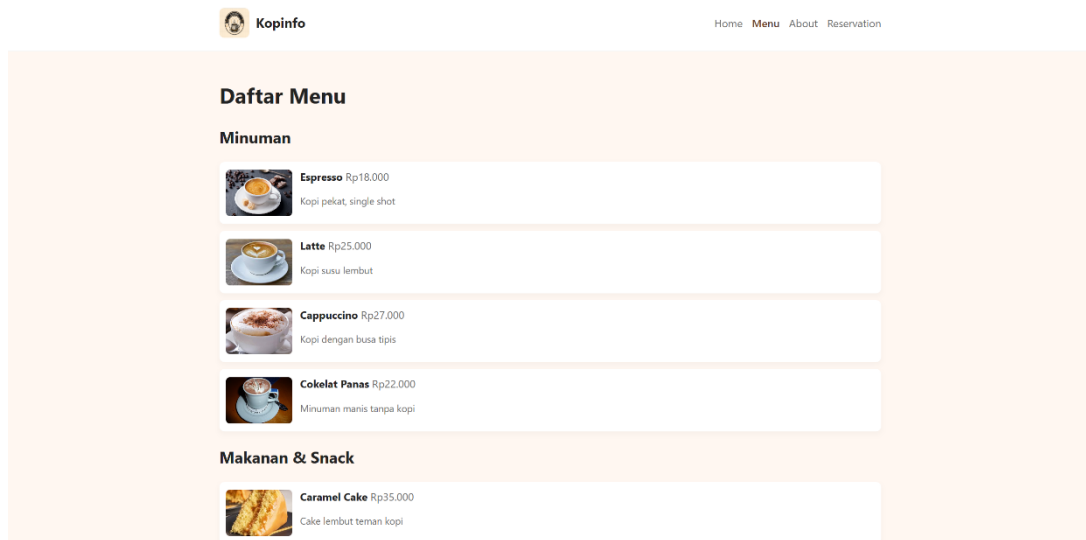 Kopinfo
Home Menu About Reservation
Daftar Menu
Minuman
Espresso Rp18.000
Kopi pekat, single shot
Latte Rp25.000
Kopi susu lembut
Cappuccino Rp27.000
Kopi dengan busa tipis
Cokelat Panas Rp22.000
Minuman manis tanpa kopi
Makanan & Snack
Caramel Cake Rp35.000
Cake lembut teman kopi